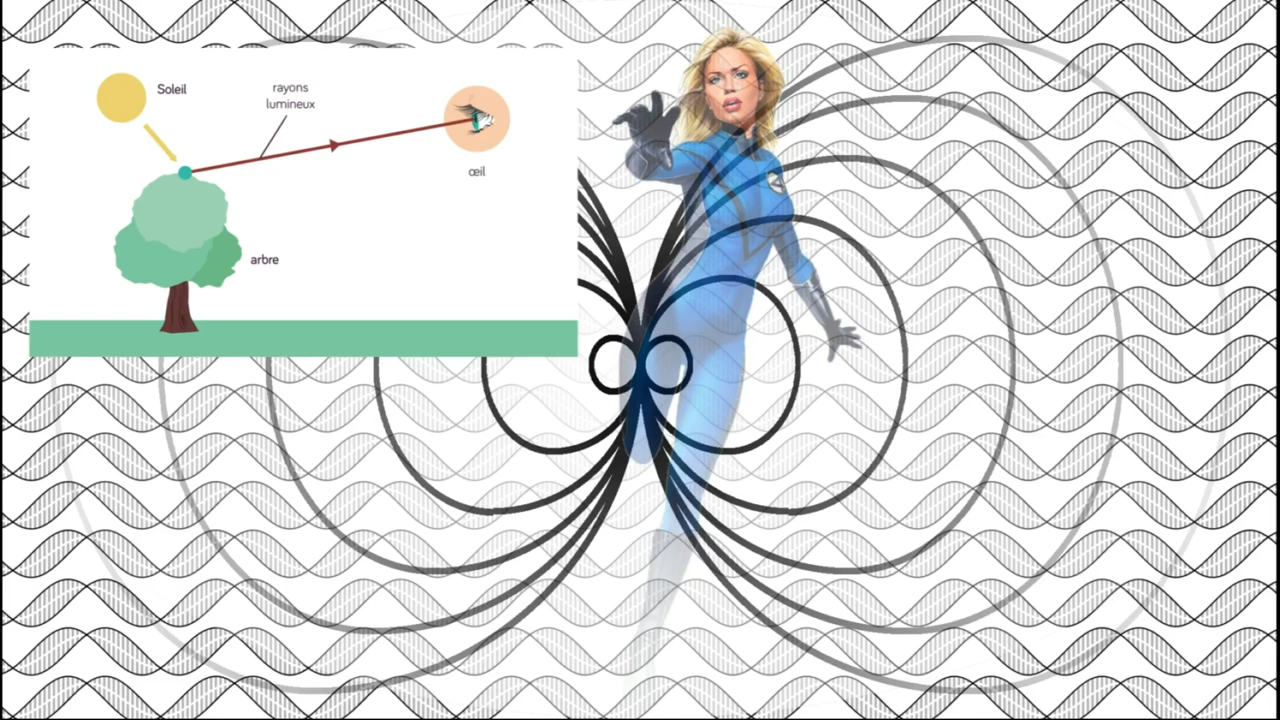 Soleil
rayons
lumineux
œil
arbre